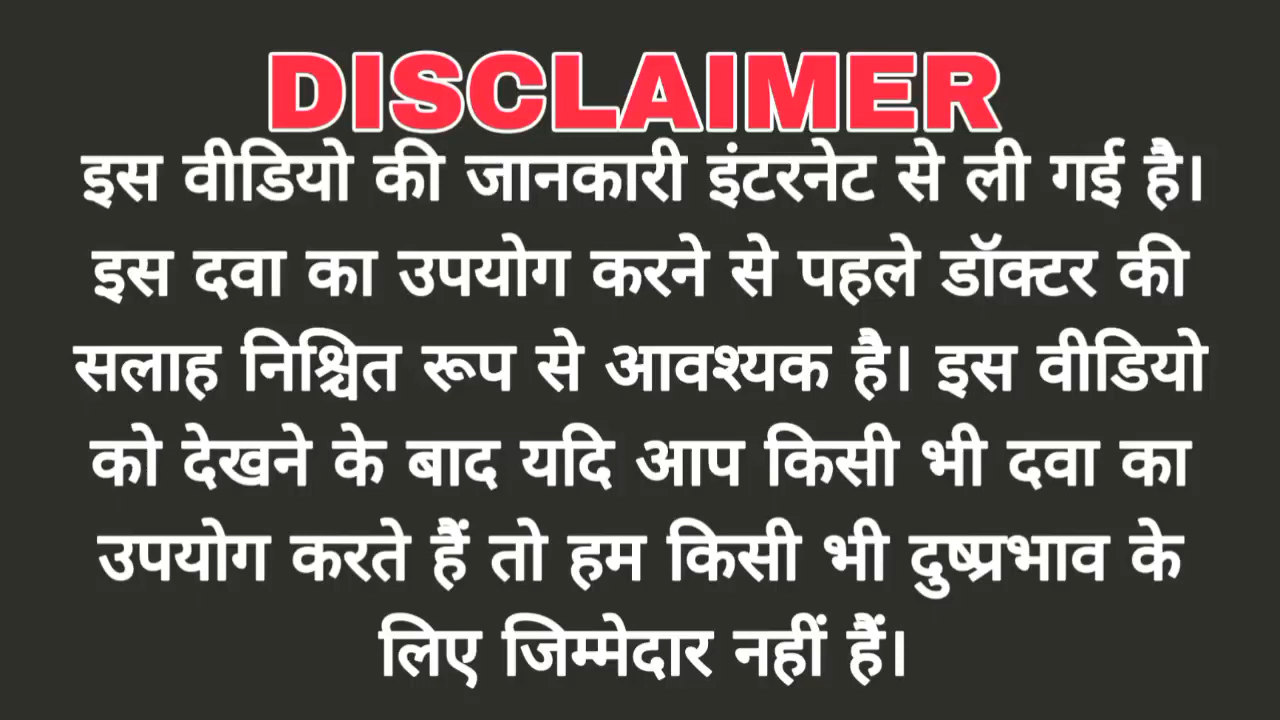 DISCLAIMER
इस वीडियो की जानकारी इंटरनेट से ली गई है।
इस दवा का उपयोग करने से पहले डॉक्टर की
सलाह निश्चित रूप से आवश्यक है। इस वीडियो
को देखने के बाद यदि आप किसी भी दवा का
उपयोग करते हैं तो हम किसी भी दुष्प्रभाव के
लिए जिम्मेदार नहीं हैं।